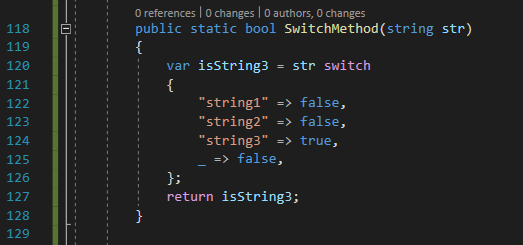 0 references | 0 changes | 0 authors, 0 changes
118 public static bool SwitchMethod(string str)
119 {
120 var isString3 = str switch
121 {
122 "string1" => false,
123 "string2" => false,
124 "string3" => true,
125 _ => false,
126 };
127 return isString3;
128 }
129